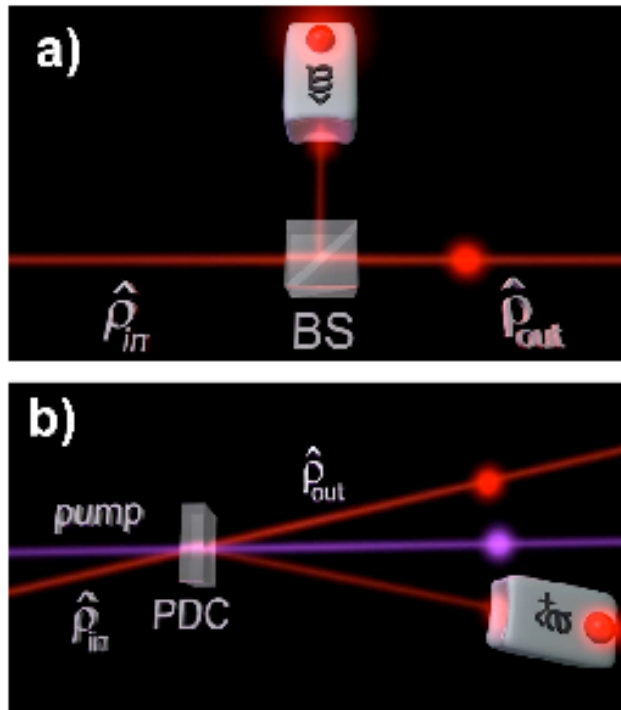 a)
â
ρ̂in
BS
ρ̂out
b)
ρ̂out
pump
ρ̂in
PDC
â†